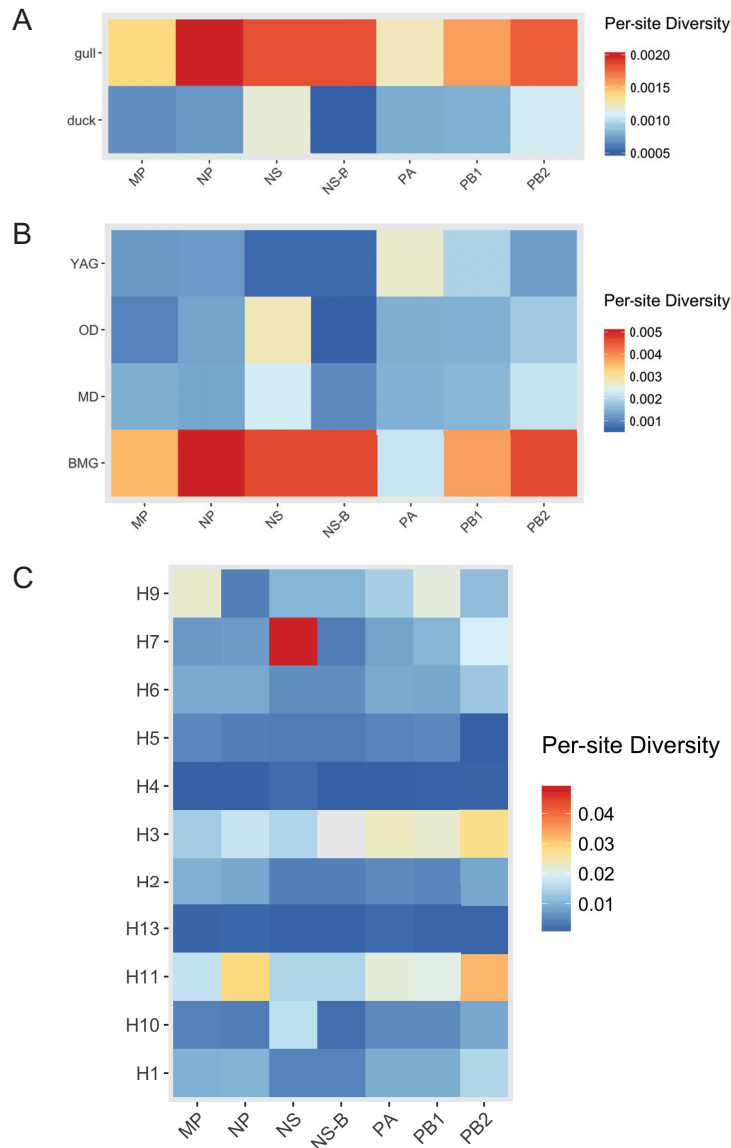 A
gull
duck
MP NP NS NS-B PA PB1 PB2
Per-site Diversity
0.0020
0.0015
0.0010
0.0005
B
YAG
OD
MD
BMG
MP NP NS NS-B PA PB1 PB2
Per-site Diversity
0.005
0.004
0.003
0.002
0.001
C
H9
H7
H6
H5
H4
H3
H2
H13
H11
H10
H1
MP NP NS NS-B PA PB1 PB2
Per-site Diversity
0.04
0.03
0.02
0.01